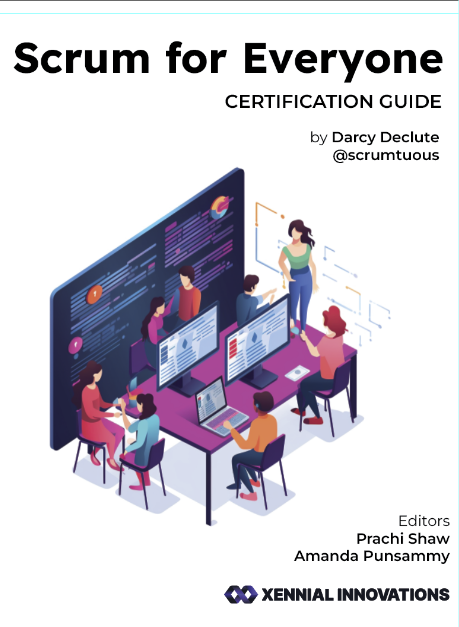 Scrum for Everyone
CERTIFICATION GUIDE
by Darcy Declute
@scrumtuous
Editors
Prachi Shaw
Amanda Punsammy
XENNIAL INNOVATIONS